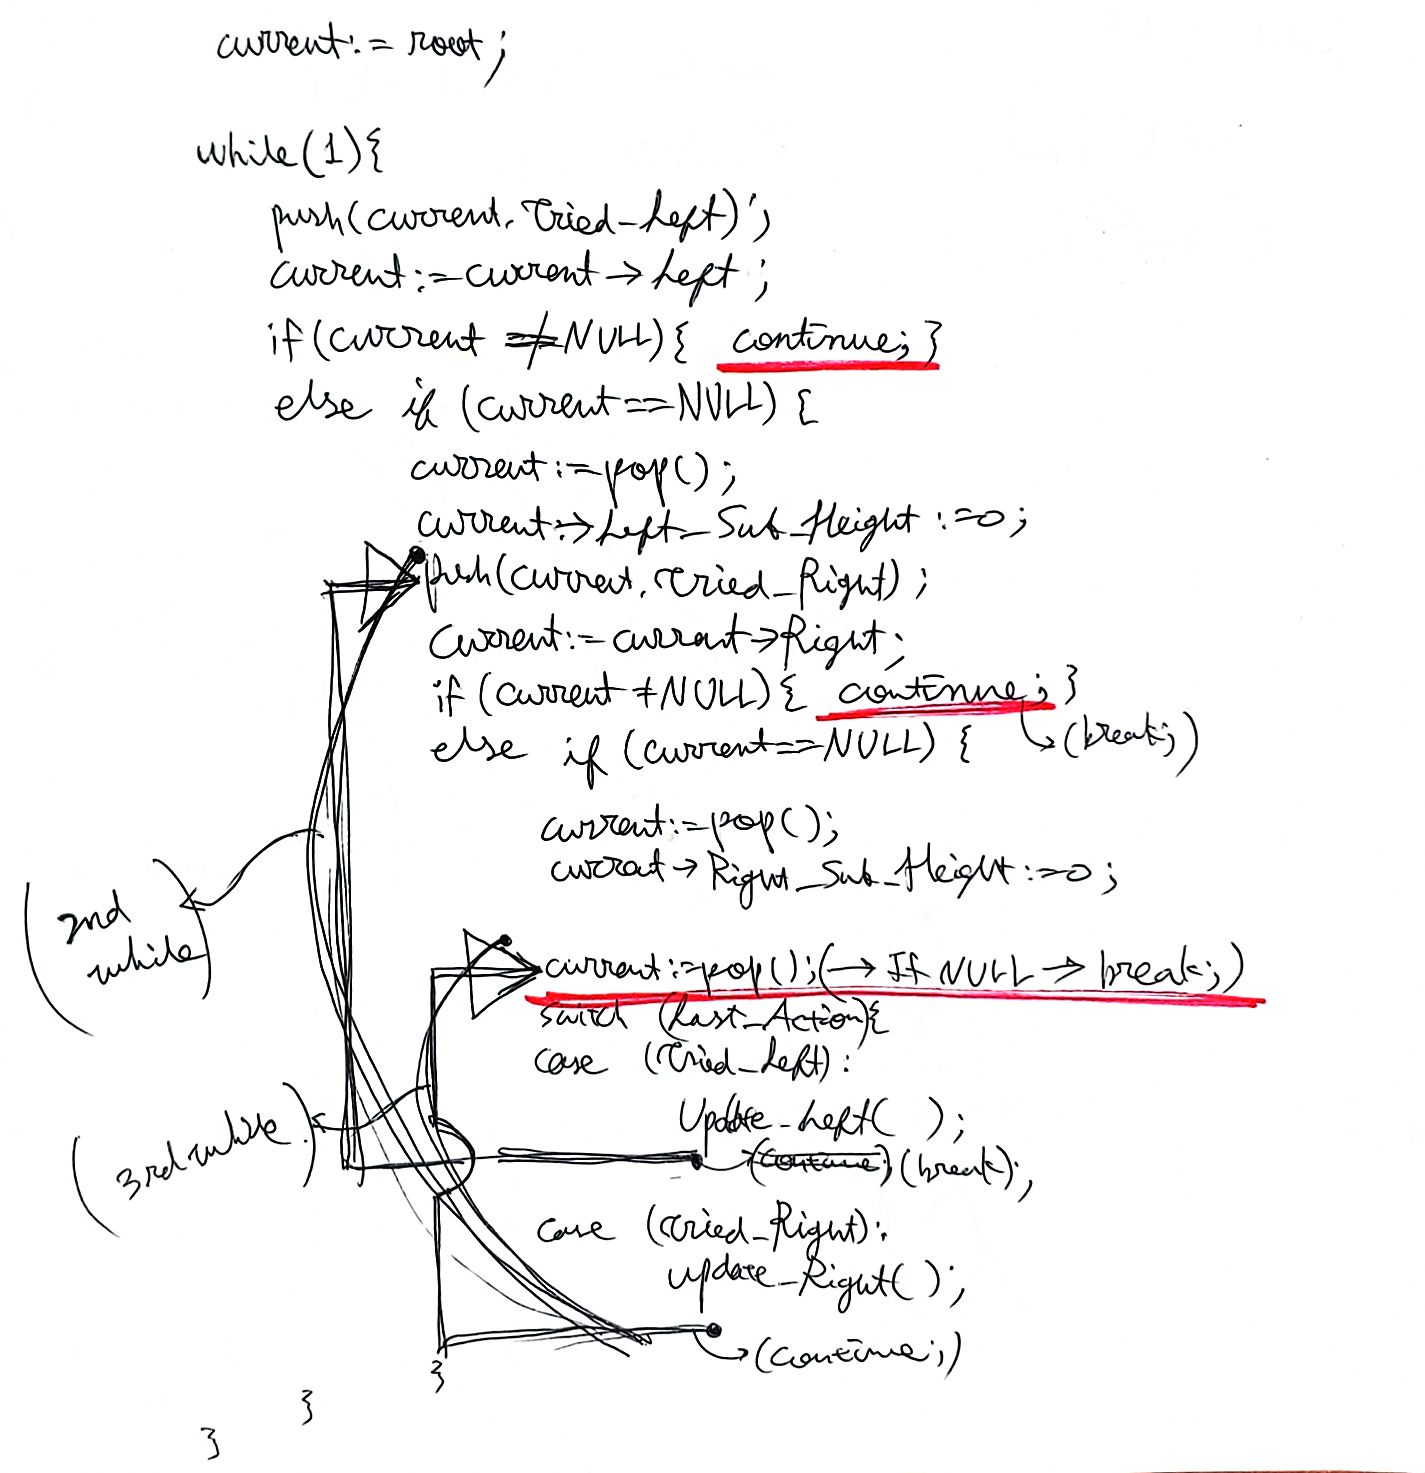 current:= root;
while(1){
push(current, Tried-Left);
current:=current→Left;
if(current ≠NULL){ continue; }
else if (current==NULL) {
current:=pop();
current→Left_Sub_Height :=0;
push(current, Tried_Right);
Current:=current→Right;
if (current ≠NULL){ continue; }
↳(break;)
else if (current==NULL) {
current:=pop();
current→Right_Sub_Height:=0;
(2nd while)
current:=pop();(→ If NULL → break;)
switch (Last_Action){
case (Tried_Left):
Update_Left( );
(continue;) (break);
(3rd while)
case (Tried_Right):
update_Right( );
→(continue;)
}
}
}